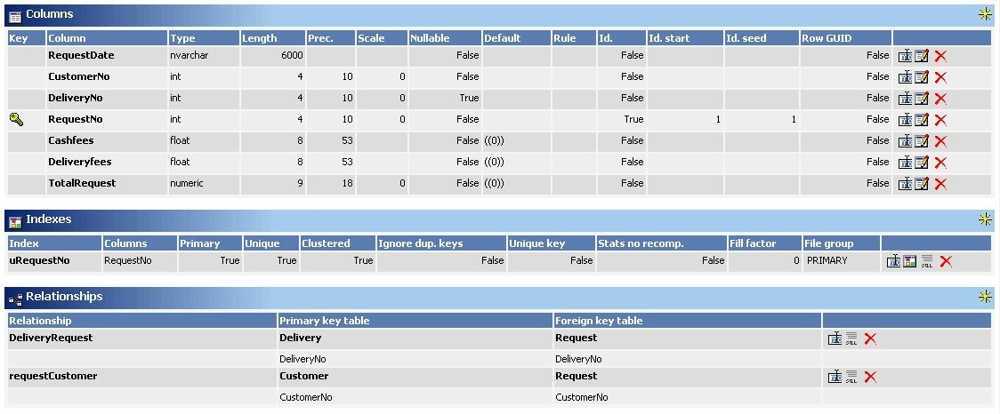 Columns
Key Column Type Length Prec. Scale Nullable Default Rule Id. Id. start Id. seed Row GUID
RequestDate nvarchar 6000 False False False
CustomerNo int 4 10 0 False False False
DeliveryNo int 4 10 0 True False False
RequestNo int 4 10 0 False True 1 1 False
Cashfees float 8 53 False ((0)) False False
Deliveryfees float 8 53 False ((0)) False False
TotalRequest numeric 9 18 0 False ((0)) False False
Indexes
Index Columns Primary Unique Clustered Ignore dup. keys Unique key Stats no recomp. Fill factor File group
uRequestNo RequestNo True True True False False False 0 PRIMARY
Relationships
Relationship Primary key table Foreign key table
DeliveryRequest Delivery Request
DeliveryNo DeliveryNo
requestCustomer Customer Request
CustomerNo CustomerNo